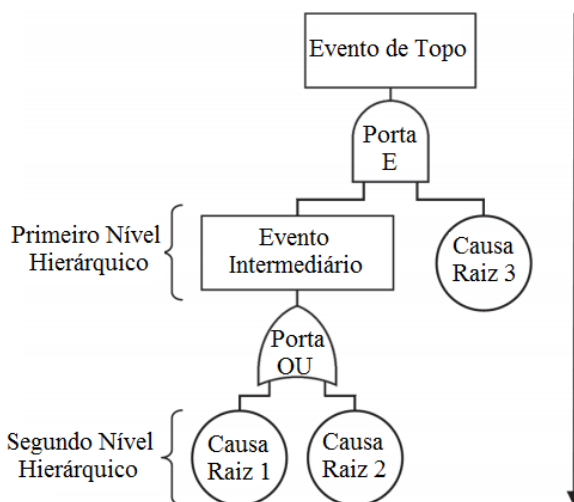 Evento de Topo
Porta
E
Primeiro Nível
Hierárquico
Evento
Intermediário
Causa
Raiz 3
Porta
OU
Segundo Nível
Hierárquico
Causa
Raiz 1
Causa
Raiz 2